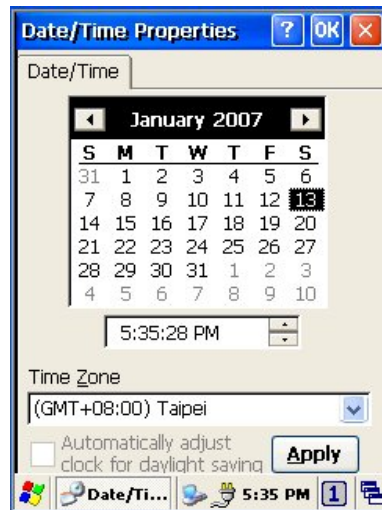 Date/Time Properties ? OK ×
Date/Time
January 2007
S M T W T F S
31 1 2 3 4 5 6
7 8 9 10 11 12 13
14 15 16 17 18 19 20
21 22 23 24 25 26 27
28 29 30 31 1 2 3
4 5 6 7 8 9 10
5:35:28 PM
Time Zone
(GMT+08:00) Taipei
Automatically adjust
clock for daylight saving
Apply
Date/Ti... 5:35 PM 1